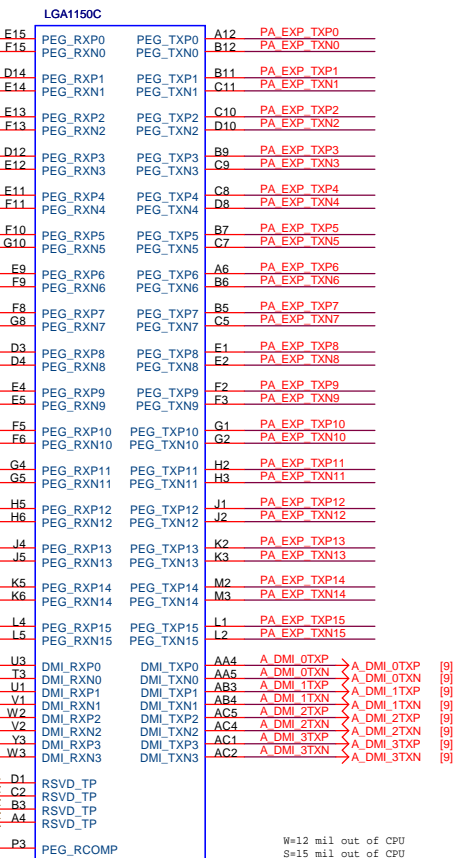 LGA1150C
E15 PEG_RXP0 PEG_TXP0 A12 PA_EXP_TXP0
F15 PEG_RXN0 PEG_TXN0 B12 PA_EXP_TXN0
D14 PEG_RXP1 PEG_TXP1 B11 PA_EXP_TXP1
E14 PEG_RXN1 PEG_TXN1 C11 PA_EXP_TXN1
E13 PEG_RXP2 PEG_TXP2 C10 PA_EXP_TXP2
F13 PEG_RXN2 PEG_TXN2 D10 PA_EXP_TXN2
D12 PEG_RXP3 PEG_TXP3 B9 PA_EXP_TXP3
E12 PEG_RXN3 PEG_TXN3 C9 PA_EXP_TXN3
E11 PEG_RXP4 PEG_TXP4 C8 PA_EXP_TXP4
F11 PEG_RXN4 PEG_TXN4 D8 PA_EXP_TXN4
F10 PEG_RXP5 PEG_TXP5 B7 PA_EXP_TXP5
G10 PEG_RXN5 PEG_TXN5 C7 PA_EXP_TXN5
E9 PEG_RXP6 PEG_TXP6 A6 PA_EXP_TXP6
F9 PEG_RXN6 PEG_TXN6 B6 PA_EXP_TXN6
F8 PEG_RXP7 PEG_TXP7 B5 PA_EXP_TXP7
G8 PEG_RXN7 PEG_TXN7 C5 PA_EXP_TXN7
D3 PEG_RXP8 PEG_TXP8 E1 PA_EXP_TXP8
D4 PEG_RXN8 PEG_TXN8 E2 PA_EXP_TXN8
E4 PEG_RXP9 PEG_TXP9 F2 PA_EXP_TXP9
E5 PEG_RXN9 PEG_TXN9 F3 PA_EXP_TXN9
F5 PEG_RXP10 PEG_TXP10 G1 PA_EXP_TXP10
F6 PEG_RXN10 PEG_TXN10 G2 PA_EXP_TXN10
G4 PEG_RXP11 PEG_TXP11 H2 PA_EXP_TXP11
G5 PEG_RXN11 PEG_TXN11 H3 PA_EXP_TXN11
H5 PEG_RXP12 PEG_TXP12 J1 PA_EXP_TXP12
H6 PEG_RXN12 PEG_TXN12 J2 PA_EXP_TXN12
J4 PEG_RXP13 PEG_TXP13 K2 PA_EXP_TXP13
J5 PEG_RXN13 PEG_TXN13 K3 PA_EXP_TXN13
K5 PEG_RXP14 PEG_TXP14 M2 PA_EXP_TXP14
K6 PEG_RXN14 PEG_TXN14 M3 PA_EXP_TXN14
L4 PEG_RXP15 PEG_TXP15 L1 PA_EXP_TXP15
L5 PEG_RXN15 PEG_TXN15 L2 PA_EXP_TXN15
U3 DMI_RXP0 DMI_TXP0 AA4 A_DMI_0TXP A_DMI_0TXP [9]
T3 DMI_RXN0 DMI_TXN0 AA5 A_DMI_0TXN A_DMI_0TXN [9]
U1 DMI_RXP1 DMI_TXP1 AB3 A_DMI_1TXP A_DMI_1TXP [9]
V1 DMI_RXN1 DMI_TXN1 AB4 A_DMI_1TXN A_DMI_1TXN [9]
W2 DMI_RXP2 DMI_TXP2 AC5 A_DMI_2TXP A_DMI_2TXP [9]
V2 DMI_RXN2 DMI_TXN2 AC4 A_DMI_2TXN A_DMI_2TXN [9]
Y3 DMI_RXP3 DMI_TXP3 AC1 A_DMI_3TXP A_DMI_3TXP [9]
W3 DMI_RXN3 DMI_TXN3 AC2 A_DMI_3TXN A_DMI_3TXN [9]
D1 RSVD_TP
C2 RSVD_TP
B3 RSVD_TP
A4 RSVD_TP
P3 PEG_RCOMP
W=12 mil out of CPU
S=15 mil out of CPU